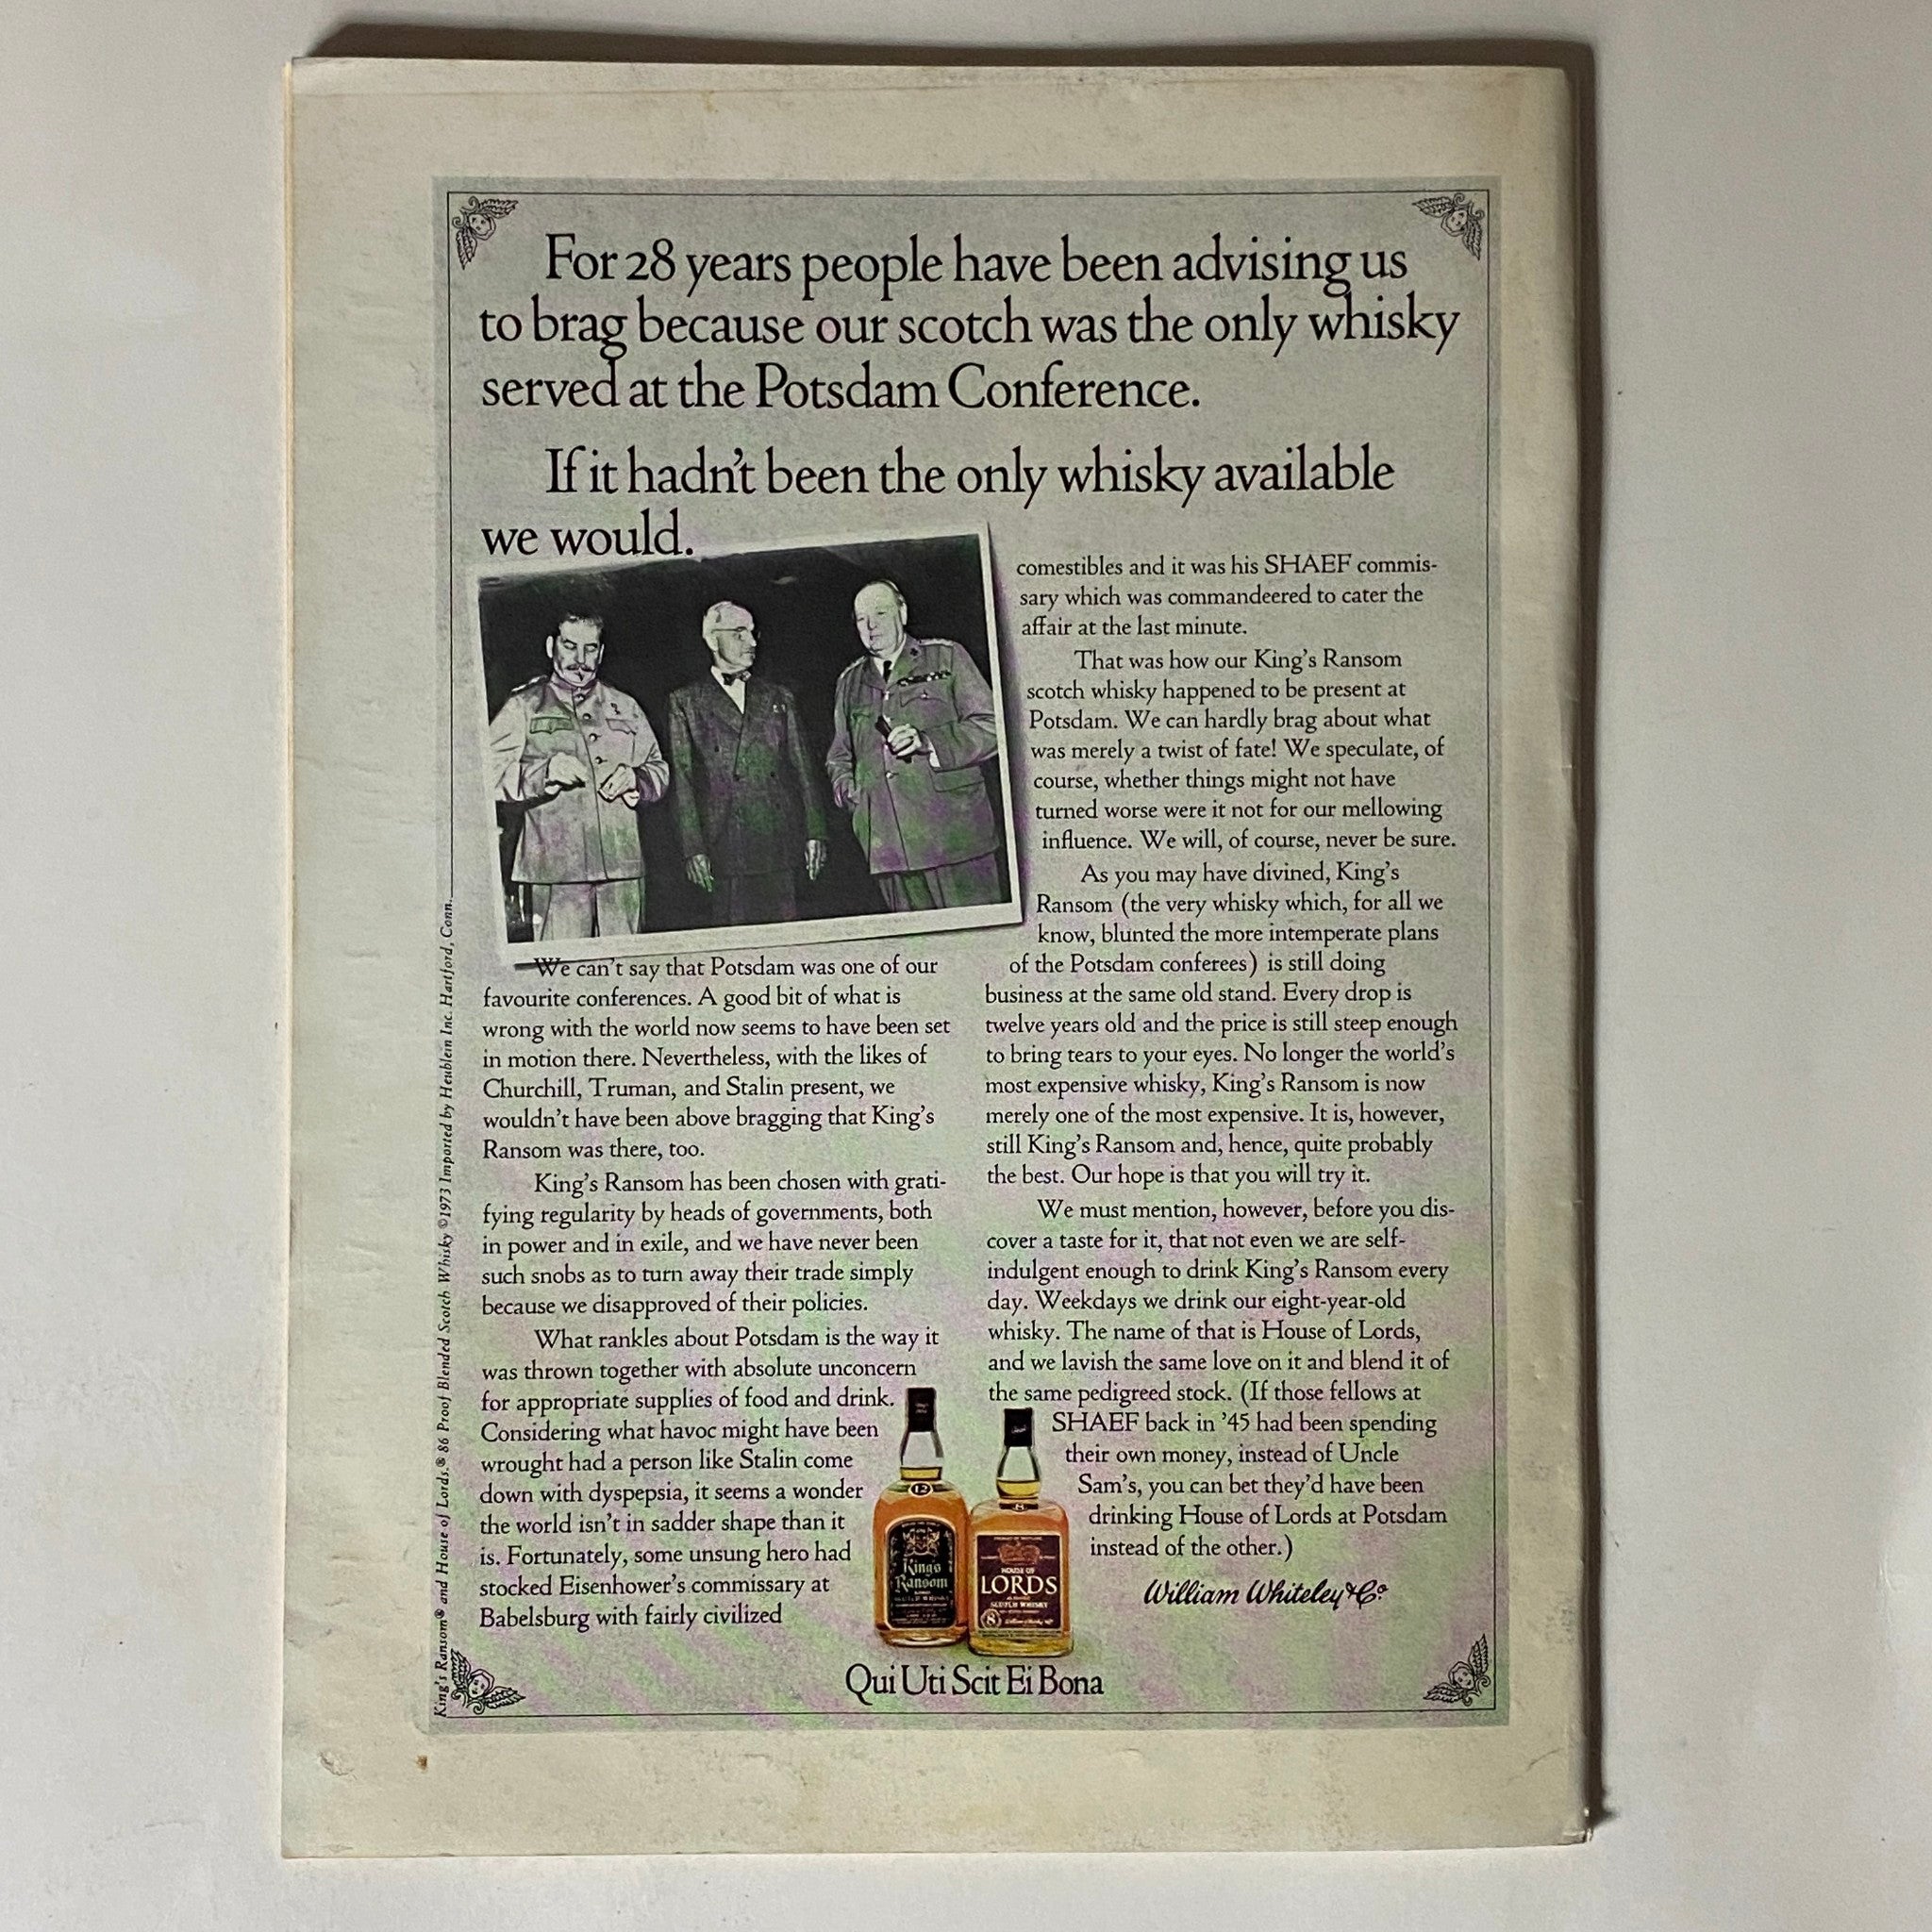 For 28 years people have been advising us
to brag because our scotch was the only whisky
served at the Potsdam Conference.
If it hadn't been the only whisky available
we would.
We can't say that Potsdam was one of our
favourite conferences. A good bit of what is
wrong with the world now seems to have been set
in motion there. Nevertheless, with the likes of
Churchill, Truman, and Stalin present, we
wouldn't have been above bragging that King's
Ransom was there, too.
King's Ransom has been chosen with grati-
fying regularity by heads of governments, both
in power and in exile, and we have never been
such snobs as to turn away their trade simply
because we disapproved of their policies.
What rankles about Potsdam is the way it
was thrown together with absolute unconcern
for appropriate supplies of food and drink.
Considering what havoc might have been
wrought had a person like Stalin come
down with dyspepsia, it seems a wonder
the world isn't in sadder shape than it
is. Fortunately, some unsung hero had
stocked Eisenhower's commissary at
Babelsburg with fairly civilized
comestibles and it was his SHAEF commis-
sary which was commandeered to cater the
affair at the last minute.
That was how our King's Ransom
scotch whisky happened to be present at
Potsdam. We can hardly brag about what
was merely a twist of fate! We speculate, of
course, whether things might not have
turned worse were it not for our mellowing
influence. We will, of course, never be sure.
As you may have divined, King's
Ransom (the very whisky which, for all we
know, blunted the more intemperate plans
of the Potsdam conferees) is still doing
business at the same old stand. Every drop is
twelve years old and the price is still steep enough
to bring tears to your eyes. No longer the world's
most expensive whisky, King's Ransom is now
merely one of the most expensive. It is, however,
still King's Ransom and, hence, quite probably
the best. Our hope is that you will try it.
We must mention, however, before you dis-
cover a taste for it, that not even we are self-
indulgent enough to drink King's Ransom every
day. Weekdays we drink our eight-year-old
whisky. The name of that is House of Lords,
and we lavish the same love on it and blend it of
the same pedigreed stock. (If those fellows at
SHAEF back in '45 had been spending
their own money, instead of Uncle
Sam's, you can bet they'd have been
drinking House of Lords at Potsdam
instead of the other.)
William Whiteley & Co.
12
King's
Ransom
SCOTCH WHISKY
8
HOUSE OF
LORDS
SCOTCH WHISKY
8
Qui Uti Scit Ei Bona
King's Ransom® and House of Lords.® 86 Proof Blended Scotch Whisky ©1973 Imported by Heublein Inc. Hartford, Conn.